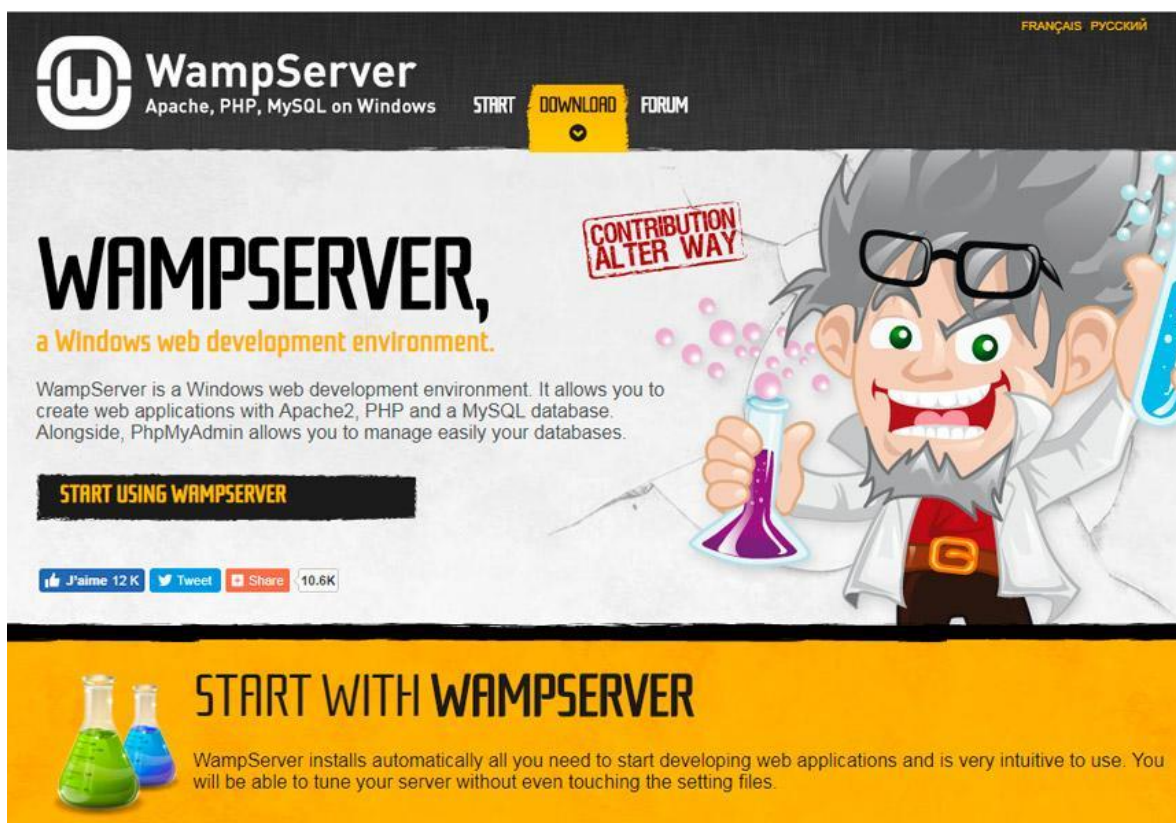 FRANÇAIS РУССКИЙ
WampServer
Apache, PHP, MySQL on Windows
START DOWNLOAD FORUM
CONTRIBUTION
ALTER WAY
WAMPSERVER,
a Windows web development environment.
WampServer is a Windows web development environment. It allows you to
create web applications with Apache2, PHP and a MySQL database.
Alongside, PhpMyAdmin allows you to manage easily your databases.
START USING WAMPSERVER
J'aime 12 K Tweet Share 10.6K
START WITH WAMPSERVER
WampServer installs automatically all you need to start developing web applications and is very intuitive to use. You
will be able to tune your server without even touching the setting files.